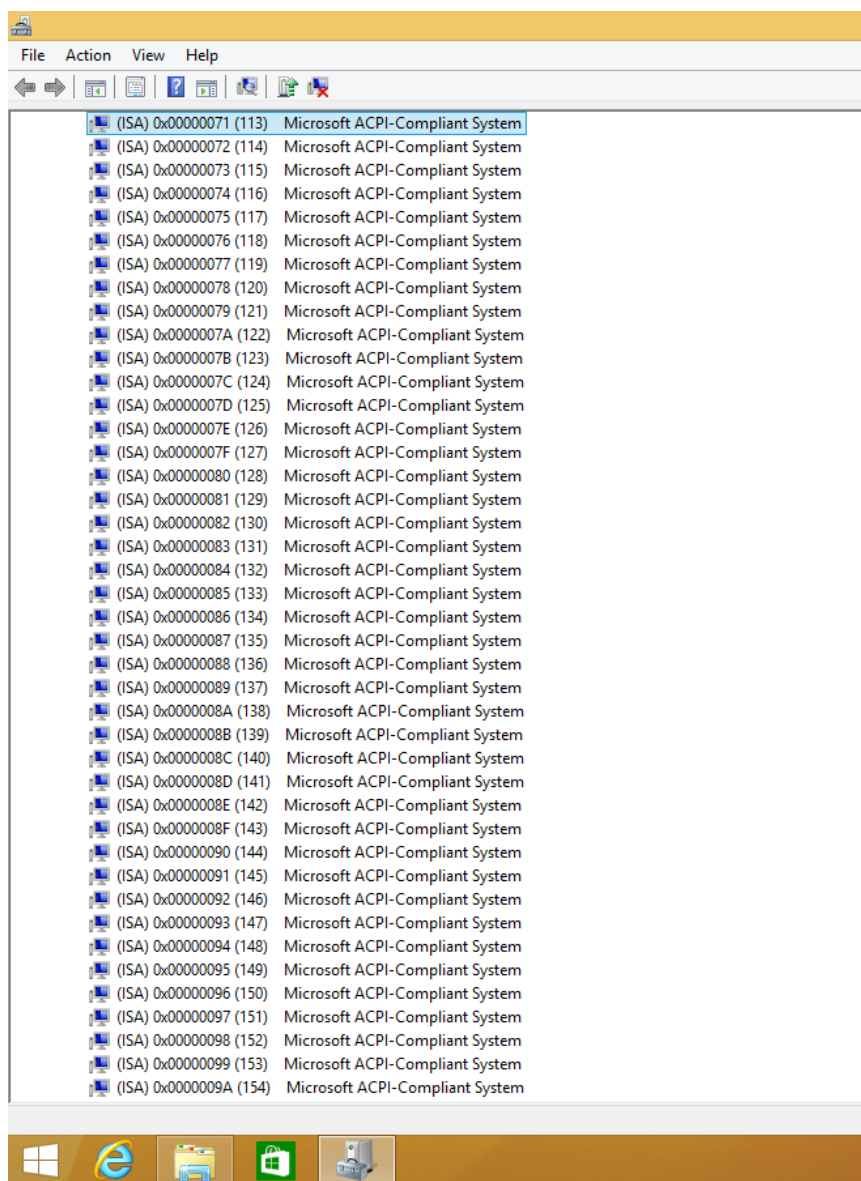 File Action View Help
(ISA) 0x00000071 (113) Microsoft ACPI-Compliant System
(ISA) 0x00000072 (114) Microsoft ACPI-Compliant System
(ISA) 0x00000073 (115) Microsoft ACPI-Compliant System
(ISA) 0x00000074 (116) Microsoft ACPI-Compliant System
(ISA) 0x00000075 (117) Microsoft ACPI-Compliant System
(ISA) 0x00000076 (118) Microsoft ACPI-Compliant System
(ISA) 0x00000077 (119) Microsoft ACPI-Compliant System
(ISA) 0x00000078 (120) Microsoft ACPI-Compliant System
(ISA) 0x00000079 (121) Microsoft ACPI-Compliant System
(ISA) 0x0000007A (122) Microsoft ACPI-Compliant System
(ISA) 0x0000007B (123) Microsoft ACPI-Compliant System
(ISA) 0x0000007C (124) Microsoft ACPI-Compliant System
(ISA) 0x0000007D (125) Microsoft ACPI-Compliant System
(ISA) 0x0000007E (126) Microsoft ACPI-Compliant System
(ISA) 0x0000007F (127) Microsoft ACPI-Compliant System
(ISA) 0x00000080 (128) Microsoft ACPI-Compliant System
(ISA) 0x00000081 (129) Microsoft ACPI-Compliant System
(ISA) 0x00000082 (130) Microsoft ACPI-Compliant System
(ISA) 0x00000083 (131) Microsoft ACPI-Compliant System
(ISA) 0x00000084 (132) Microsoft ACPI-Compliant System
(ISA) 0x00000085 (133) Microsoft ACPI-Compliant System
(ISA) 0x00000086 (134) Microsoft ACPI-Compliant System
(ISA) 0x00000087 (135) Microsoft ACPI-Compliant System
(ISA) 0x00000088 (136) Microsoft ACPI-Compliant System
(ISA) 0x00000089 (137) Microsoft ACPI-Compliant System
(ISA) 0x0000008A (138) Microsoft ACPI-Compliant System
(ISA) 0x0000008B (139) Microsoft ACPI-Compliant System
(ISA) 0x0000008C (140) Microsoft ACPI-Compliant System
(ISA) 0x0000008D (141) Microsoft ACPI-Compliant System
(ISA) 0x0000008E (142) Microsoft ACPI-Compliant System
(ISA) 0x0000008F (143) Microsoft ACPI-Compliant System
(ISA) 0x00000090 (144) Microsoft ACPI-Compliant System
(ISA) 0x00000091 (145) Microsoft ACPI-Compliant System
(ISA) 0x00000092 (146) Microsoft ACPI-Compliant System
(ISA) 0x00000093 (147) Microsoft ACPI-Compliant System
(ISA) 0x00000094 (148) Microsoft ACPI-Compliant System
(ISA) 0x00000095 (149) Microsoft ACPI-Compliant System
(ISA) 0x00000096 (150) Microsoft ACPI-Compliant System
(ISA) 0x00000097 (151) Microsoft ACPI-Compliant System
(ISA) 0x00000098 (152) Microsoft ACPI-Compliant System
(ISA) 0x00000099 (153) Microsoft ACPI-Compliant System
(ISA) 0x0000009A (154) Microsoft ACPI-Compliant System